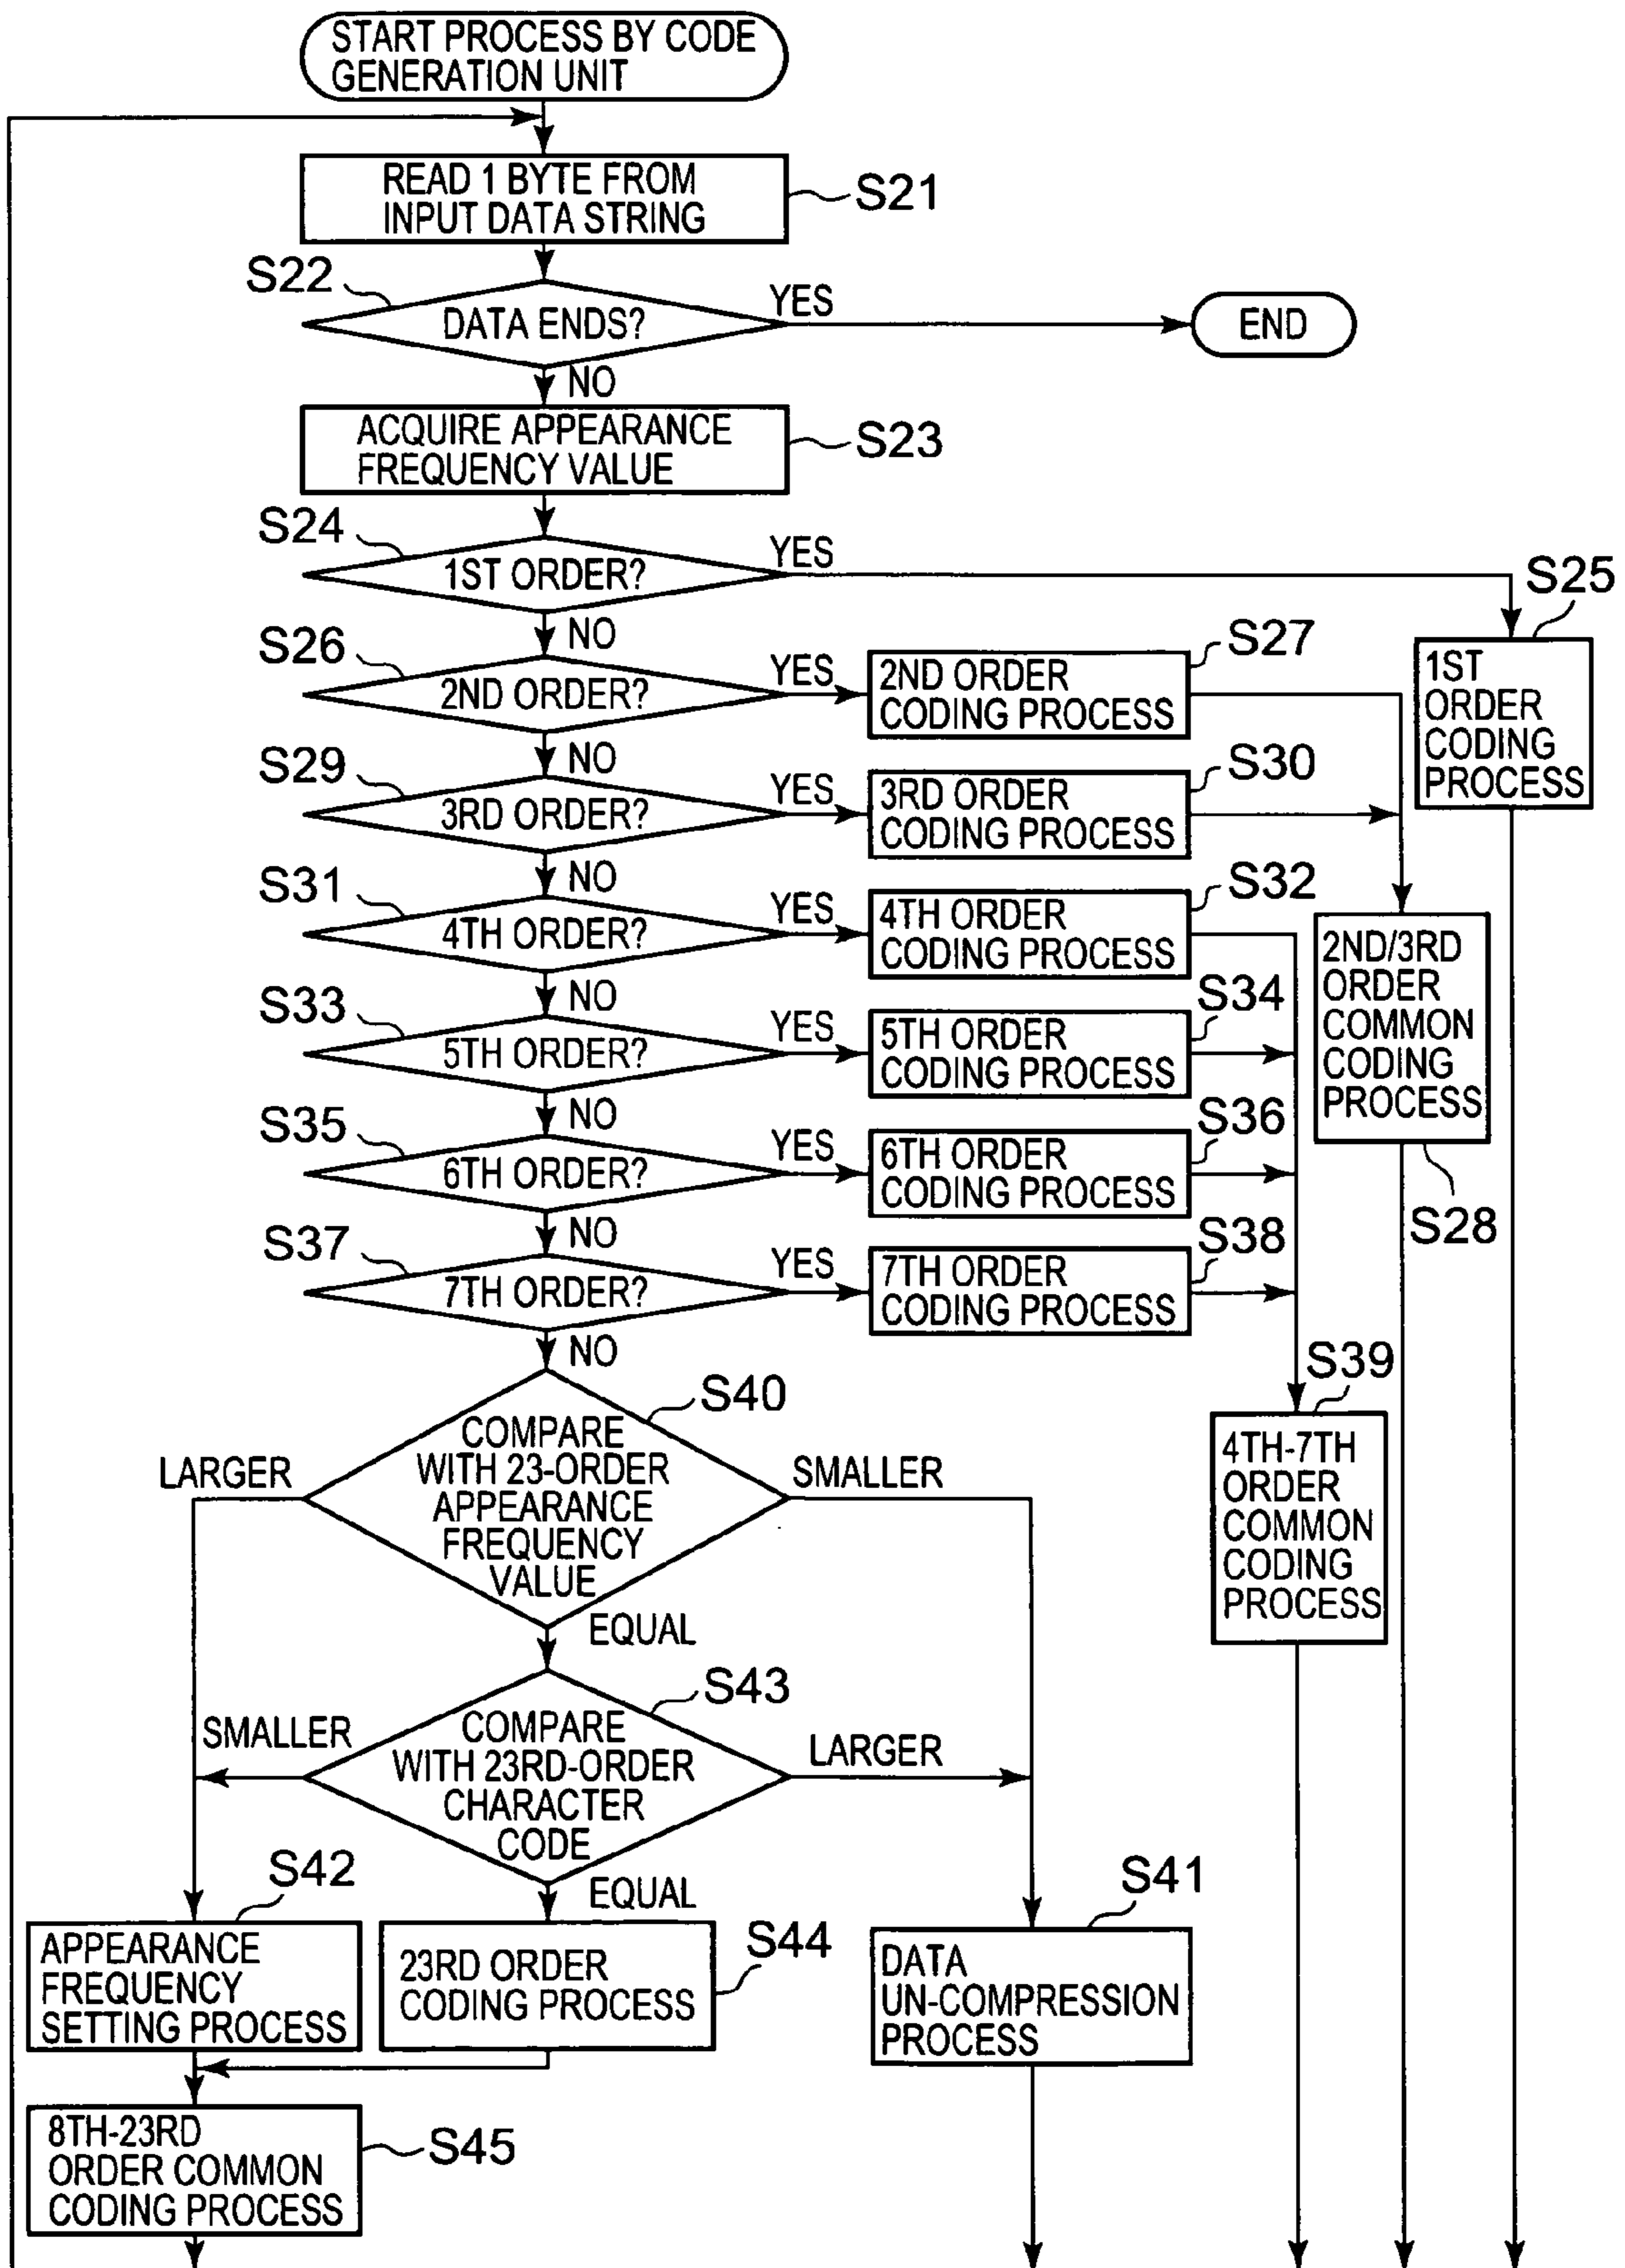 START PROCESS BY CODE
GENERATION UNIT
READ 1 BYTE FROM
INPUT DATA STRING
S21
S22
DATA ENDS?
YES
END
NO
ACQUIRE APPEARANCE
FREQUENCY VALUE
S23
S24
1ST ORDER?
YES
S25
1ST
ORDER
CODING
PROCESS
NO
S26
2ND ORDER?
YES
2ND ORDER
CODING PROCESS
S27
NO
S29
3RD ORDER?
YES
3RD ORDER
CODING PROCESS
S30
2ND/3RD
ORDER
COMMON
CODING
PROCESS
S28
NO
S31
4TH ORDER?
YES
4TH ORDER
CODING PROCESS
S32
NO
S33
5TH ORDER?
YES
5TH ORDER
CODING PROCESS
S34
NO
S35
6TH ORDER?
YES
6TH ORDER
CODING PROCESS
S36
NO
S37
7TH ORDER?
YES
7TH ORDER
CODING PROCESS
S38
NO
S39
4TH-7TH
ORDER
COMMON
CODING
PROCESS
S40
COMPARE
WITH 23-ORDER
APPEARANCE
FREQUENCY
VALUE
LARGER
SMALLER
EQUAL
S43
COMPARE
WITH 23RD-ORDER
CHARACTER
CODE
SMALLER
LARGER
EQUAL
S42
APPEARANCE
FREQUENCY
SETTING PROCESS
23RD ORDER
CODING PROCESS
S44
S41
DATA
UN-COMPRESSION
PROCESS
8TH-23RD
ORDER COMMON
CODING PROCESS
S45